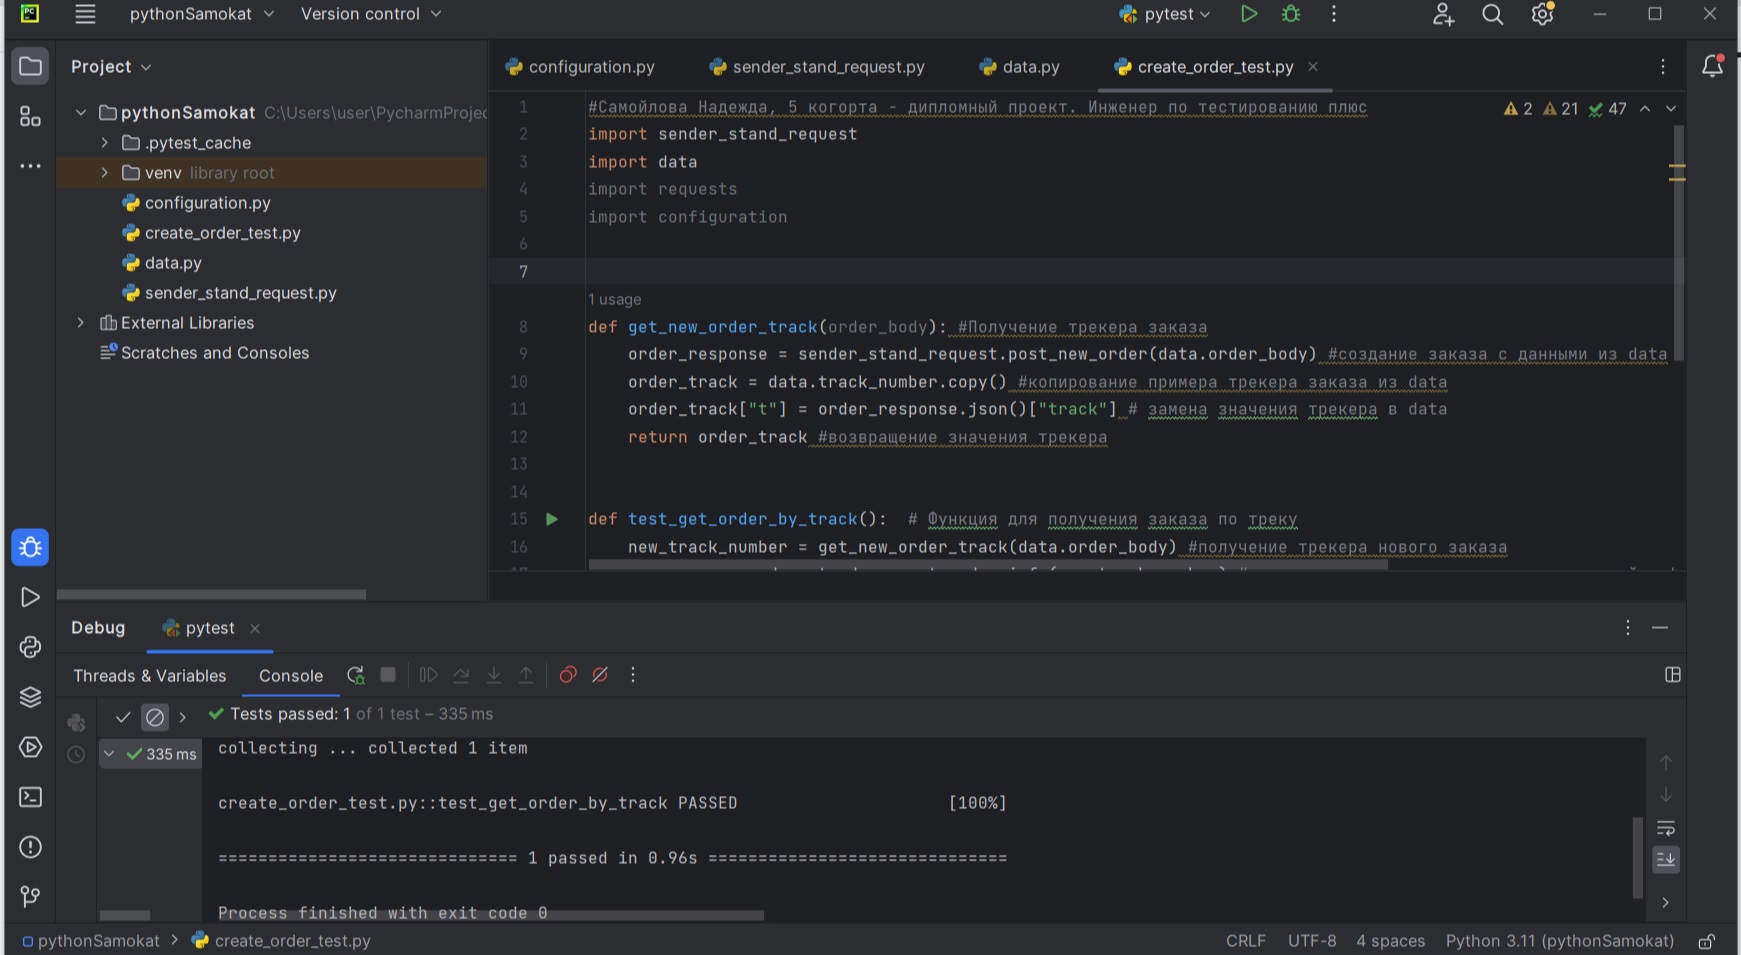 pythonSamokat Version control pytest
Project
configuration.py sender_stand_request.py data.py create_order_test.py
pythonSamokat C:\Users\user\PycharmProjec
.pytest_cache
venv library root
configuration.py
create_order_test.py
data.py
sender_stand_request.py
External Libraries
Scratches and Consoles
2 21 47
1 #Самойлова Надежда, 5 когорта - дипломный проект. Инженер по тестированию плюс
2 import sender_stand_request
3 import data
4 import requests
5 import configuration
6
7
1 usage
8 def get_new_order_track(order_body): #Получение трекера заказа
9 order_response = sender_stand_request.post_new_order(data.order_body) #создание заказа с данными из data
10 order_track = data.track_number.copy() #копирование примера трекера заказа из data
11 order_track["t"] = order_response.json()["track"] # замена значения трекера в data
12 return order_track #возвращение значения трекера
13
14
15 def test_get_order_by_track(): # Функция для получения заказа по треку
16 new_track_number = get_new_order_track(data.order_body) #получение трекера нового заказа
Debug pytest
Threads & Variables Console
Tests passed: 1 of 1 test – 335 ms
335 ms
collecting ... collected 1 item
create_order_test.py::test_get_order_by_track PASSED [100%]
============================== 1 passed in 0.96s ==============================
Process finished with exit code 0
pythonSamokat > create_order_test.py
CRLF UTF-8 4 spaces Python 3.11 (pythonSamokat)